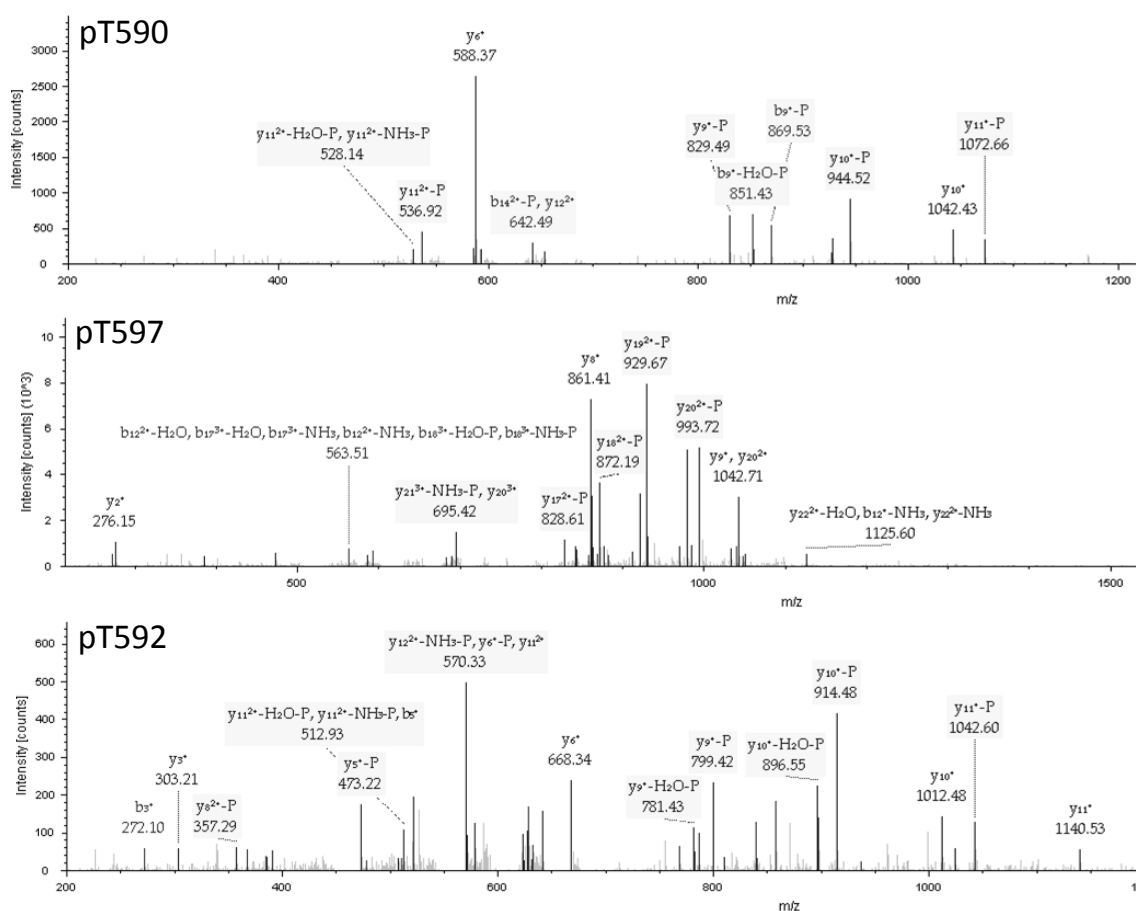 pT590
Intensity [counts]
3000
2500
2000
1500
1000
500
0
y₆⁺
588.37
y₁₁²⁺-H₂O-P, y₁₁²⁺-NH₃-P
528.14
y₁₁²⁺-P
536.92
b₁₄²⁺-P, y₁₂²⁺
642.49
y₉⁺-P
829.49
b₉⁺-P
869.53
b₉⁺-H₂O-P
851.43
y₁₀⁺-P
944.52
y₁₀⁺
1042.43
y₁₁⁺-P
1072.66
200 400 600 800 1000 1200
m/z
pT597
Intensity [counts] (10^3)
10
8
6
4
2
0
y₂⁺
276.15
b₁₂²⁺-H₂O, b₁₇³⁺-H₂O, b₁₇³⁺-NH₃, b₁₂²⁺-NH₃, b₁₈³⁺-H₂O-P, b₁₈³⁺-NH₃-P
563.51
y₂₁³⁺-NH₃-P, y₂₀³⁺
695.42
y₁₇²⁺-P
828.61
y₈⁺
861.41
y₁₈²⁺-P
872.19
y₁₉²⁺-P
929.67
y₂₀²⁺-P
993.72
y₉⁺, y₂₀²⁺
1042.71
y₂₂²⁺-H₂O, b₁₂⁺-NH₃, y₂₂²⁺-NH₃
1125.60
500 1000 1500
m/z
pT592
Intensity [counts]
600
500
400
300
200
100
0
b₃⁺
272.10
y₃⁺
303.21
y₈²⁺-P
357.29
y₅⁺-P
473.22
y₁₁²⁺-H₂O-P, y₁₁²⁺-NH₃-P, b₅⁺
512.93
y₁₂²⁺-NH₃-P, y₆⁺-P, y₁₁²⁺
570.33
y₆⁺
668.34
y₉⁺-H₂O-P
781.43
y₉⁺-P
799.42
y₁₀⁺-H₂O-P
896.55
y₁₀⁺-P
914.48
y₁₀⁺
1012.48
y₁₁⁺-P
1042.60
y₁₁⁺
1140.53
200 400 600 800 1000
m/z